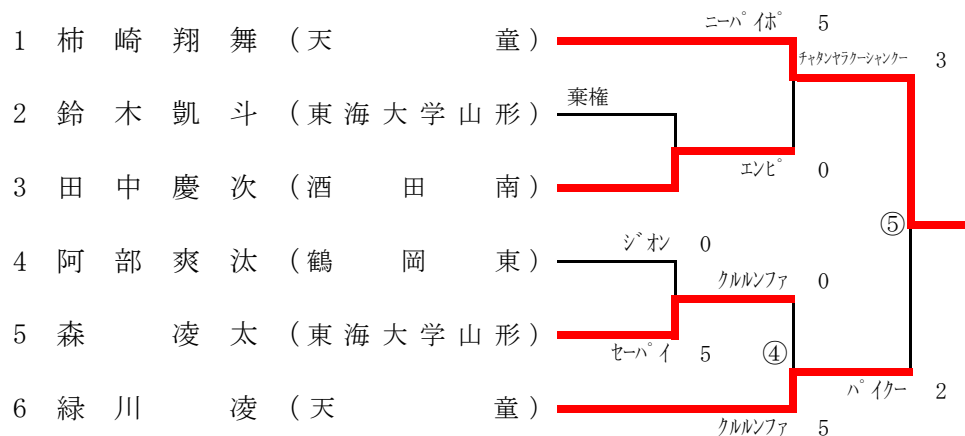 ニーパイポ 5
1 柿崎翔舞(天童)
チャタンヤラクーシャンクー 3
棄権
2 鈴木凱斗(東海大学山形)
エンピ 0
3 田中慶次(酒田南)
⑤
ジオン 0
4 阿部爽汰(鶴岡東)
クルルンファ 0
5 森凌太(東海大学山形)
セーパイ 5
④
パイクー 2
6 緑川凌(天童)
クルルンファ 5